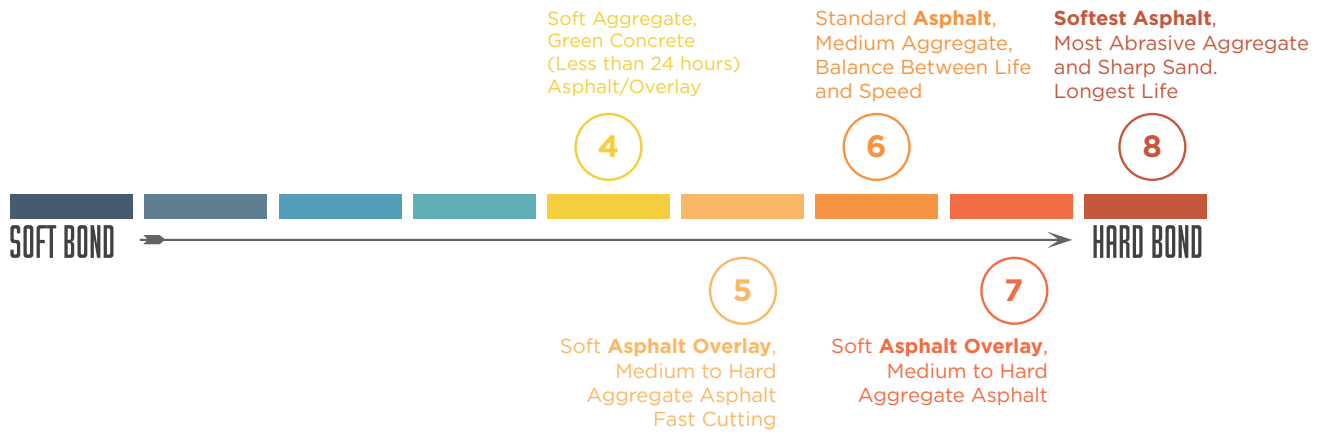 Soft Aggregate,
Green Concrete
(Less than 24 hours)
Asphalt/Overlay
4
Standard Asphalt,
Medium Aggregate,
Balance Between Life
and Speed
6
Softest Asphalt,
Most Abrasive Aggregate
and Sharp Sand.
Longest Life
8
SOFT BOND
HARD BOND
5
Soft Asphalt Overlay,
Medium to Hard
Aggregate Asphalt
Fast Cutting
7
Soft Asphalt Overlay,
Medium to Hard
Aggregate Asphalt